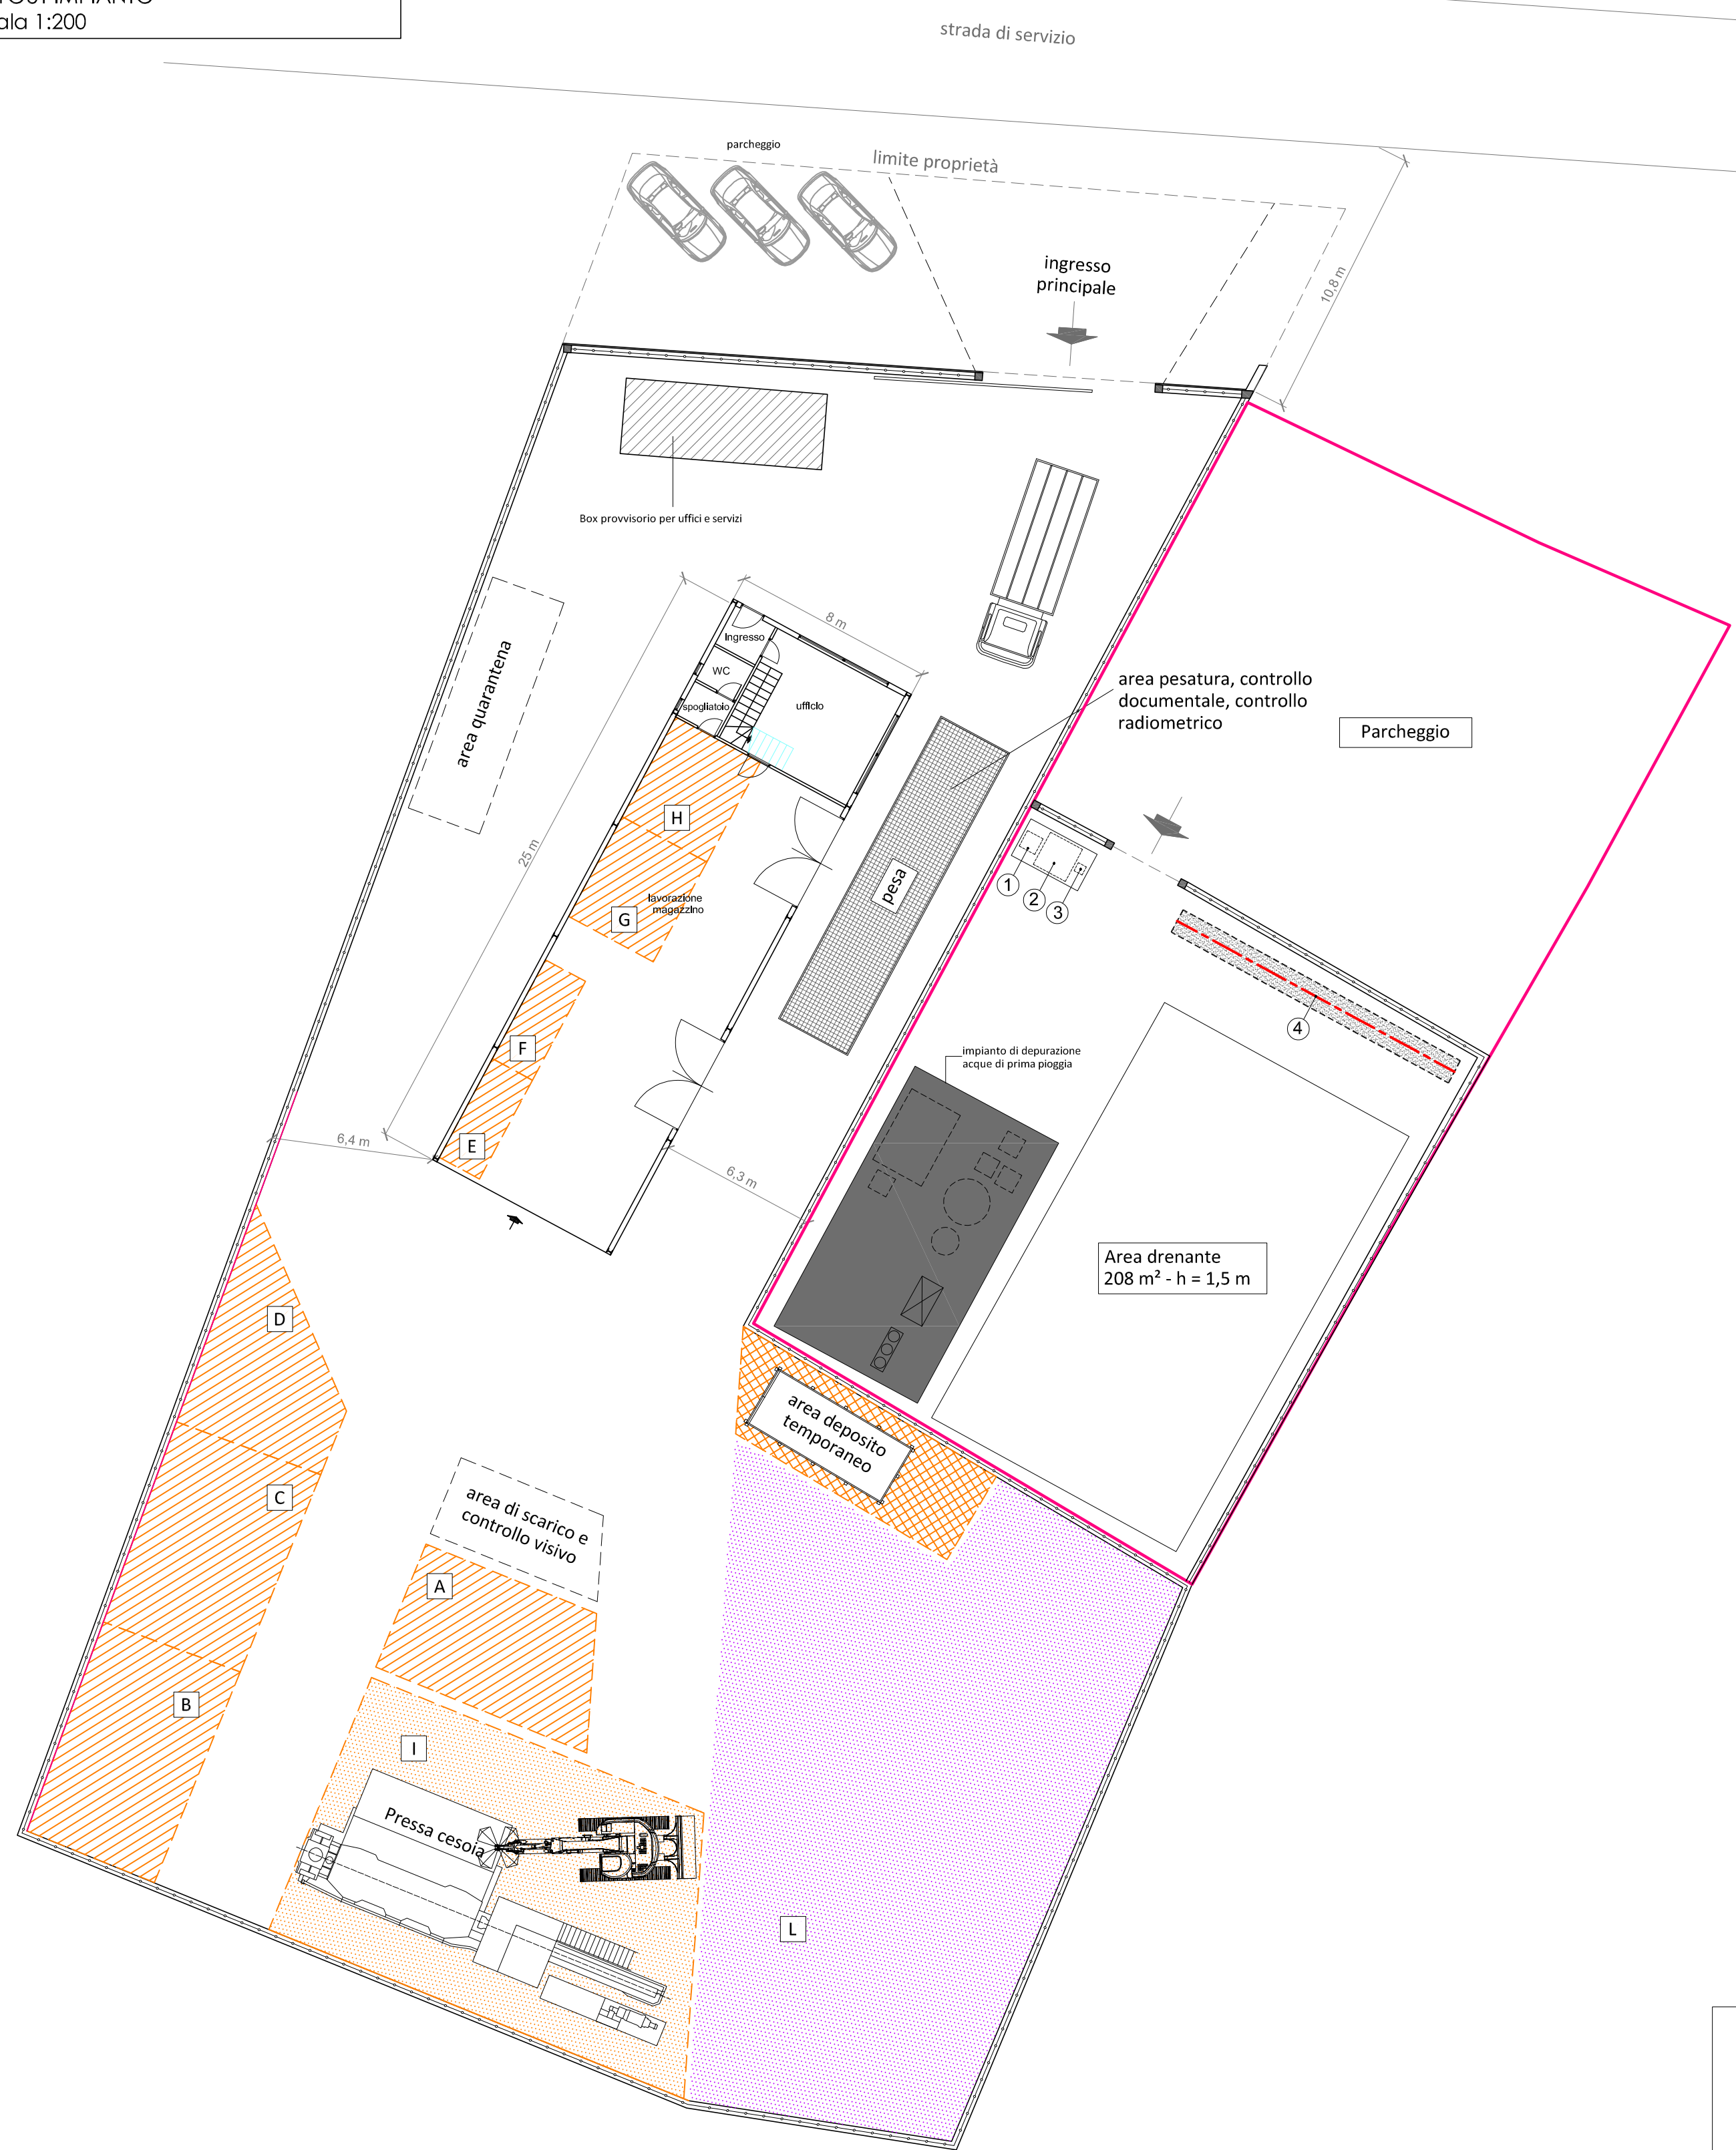 ala 1:200
strada di servizio
parcheggio
limite proprietà
ingresso
principale
10,8 m
Box provvisorio per uffici e servizi
8 m
Ingresso
WC
spogliatoio
ufficio
area quarantena
area pesatura, controllo
documentale, controllo
radiometrico
Parcheggio
H
25 m
lavorazione
magazzino
G
pesa
1
2
3
4
F
impianto di depurazione
acque di prima pioggia
E
6,4 m
6,3 m
Area drenante
208 m² - h = 1,5 m
D
area deposito
temporaneo
C
area di scarico e
controllo visivo
A
B
I
Pressa cesoia
L